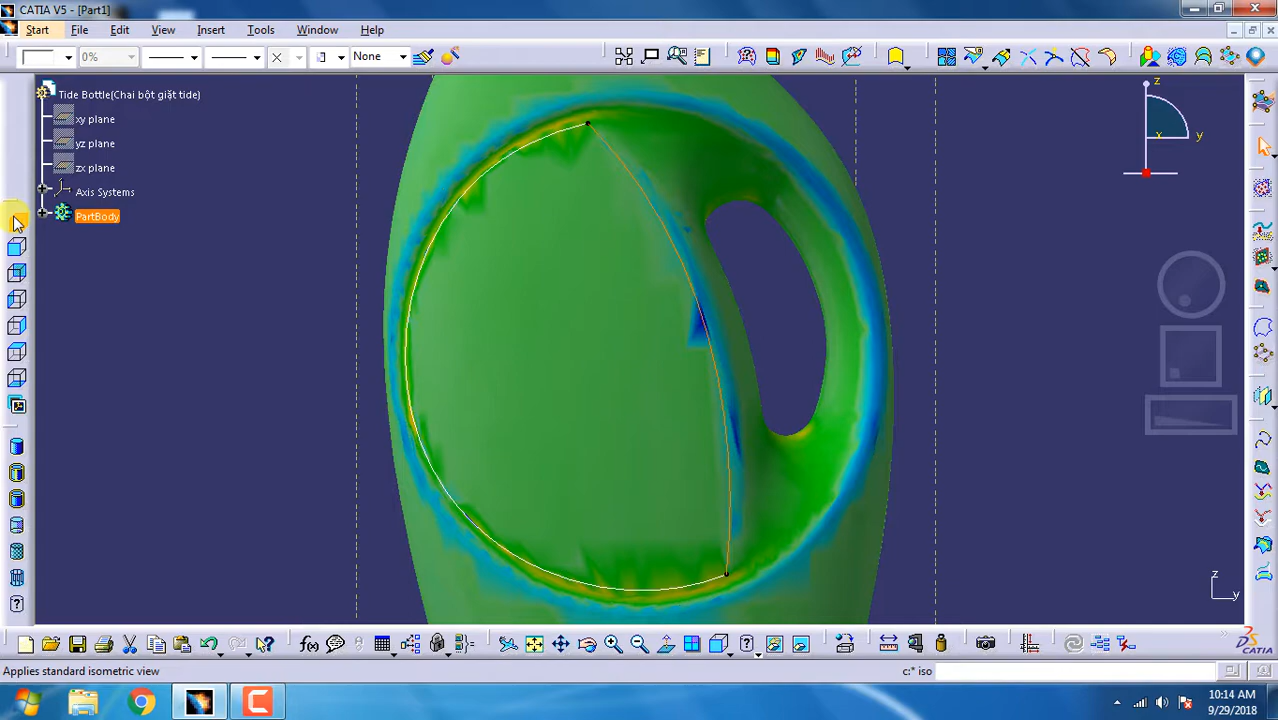 CATIA V5 - [Part1]
Start File Edit View Insert Tools Window Help
0% None
Tide Bottle(Chai bột giặt tide)
xy plane
yz plane
zx plane
Axis Systems
PartBody
z
x y
z
y
f(x)
CATIA
Applies standard isometric view
c:* iso
10:14 AM
9/29/2018